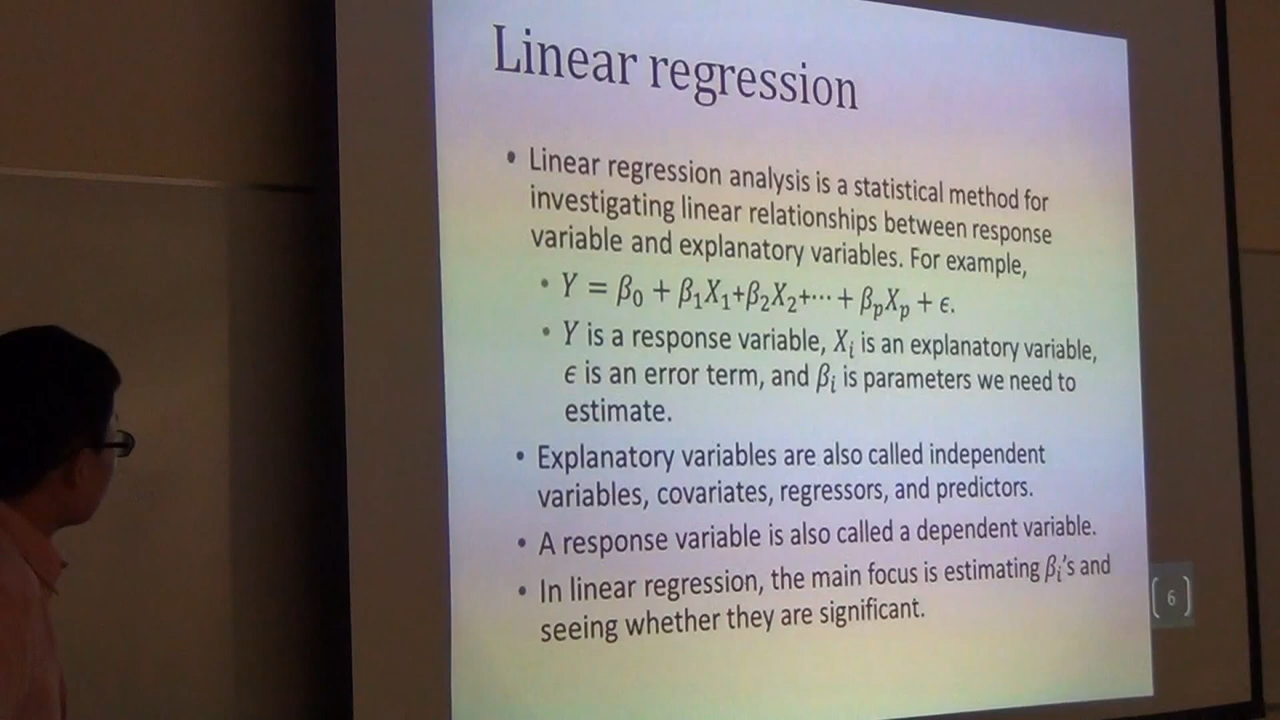 Linear regression
• Linear regression analysis is a statistical method for
investigating linear relationships between response
variable and explanatory variables. For example,
• Y = β₀ + β₁X₁+β₂X₂+⋯ + βₚXₚ + ϵ.
• Y is a response variable, Xᵢ is an explanatory variable,
ϵ is an error term, and βᵢ is parameters we need to
estimate.
• Explanatory variables are also called independent
variables, covariates, regressors, and predictors.
• A response variable is also called a dependent variable.
• In linear regression, the main focus is estimating βᵢ's and
seeing whether they are significant.
6